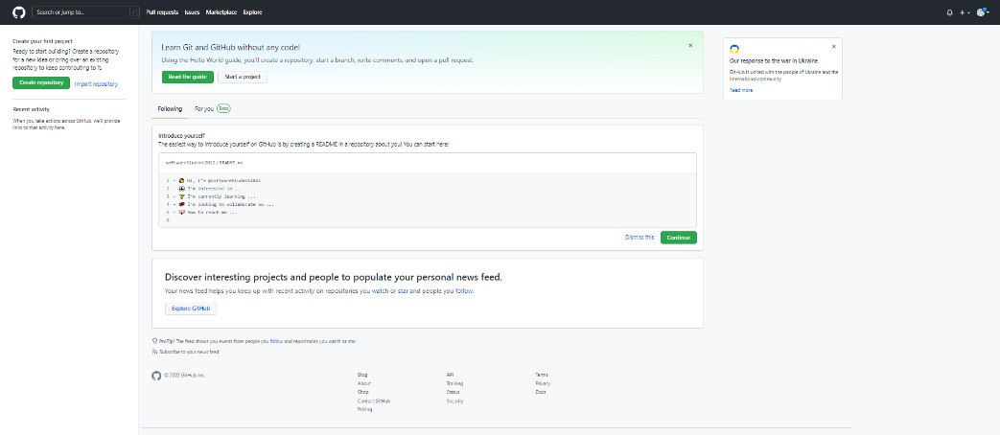 Search or jump to...
/
Pull requests Issues Marketplace Explore
Create your first project
Ready to start building? Create a repository
for a new idea or bring over an existing
repository to keep contributing to it.
Create repository Import repository
Recent activity
When you take actions across GitHub, we'll provide
links to that activity here.
Learn Git and GitHub without any code!
Using the Hello World guide, you'll create a repository, start a branch, write comments, and open a pull request.
Read the guide Start a project
Following For you Beta
Introduce yourself
The easiest way to introduce yourself on GitHub is by creating a README in a repository about you! You can start here:
softwareStudent2022 / README.md
1 - 👋 Hi, I'm @softwareStudent2022
2 - 👀 I'm interested in ...
3 - 🌱 I'm currently learning ...
4 - 💞️ I'm looking to collaborate on ...
5 - 📫 How to reach me ...
6
Dismiss this Continue
Discover interesting projects and people to populate your personal news feed.
Your news feed helps you keep up with recent activity on repositories you watch or star and people you follow.
Explore GitHub
ProTip! The feed shows you events from people you follow and repositories you watch or star.
Subscribe to your news feed
© 2022 GitHub, Inc.
Blog
About
Shop
Contact GitHub
Pricing
API
Training
Status
Security
Terms
Privacy
Docs
Our response to the war in Ukraine
GitHub is united with the people of Ukraine and the
international community.
Read more